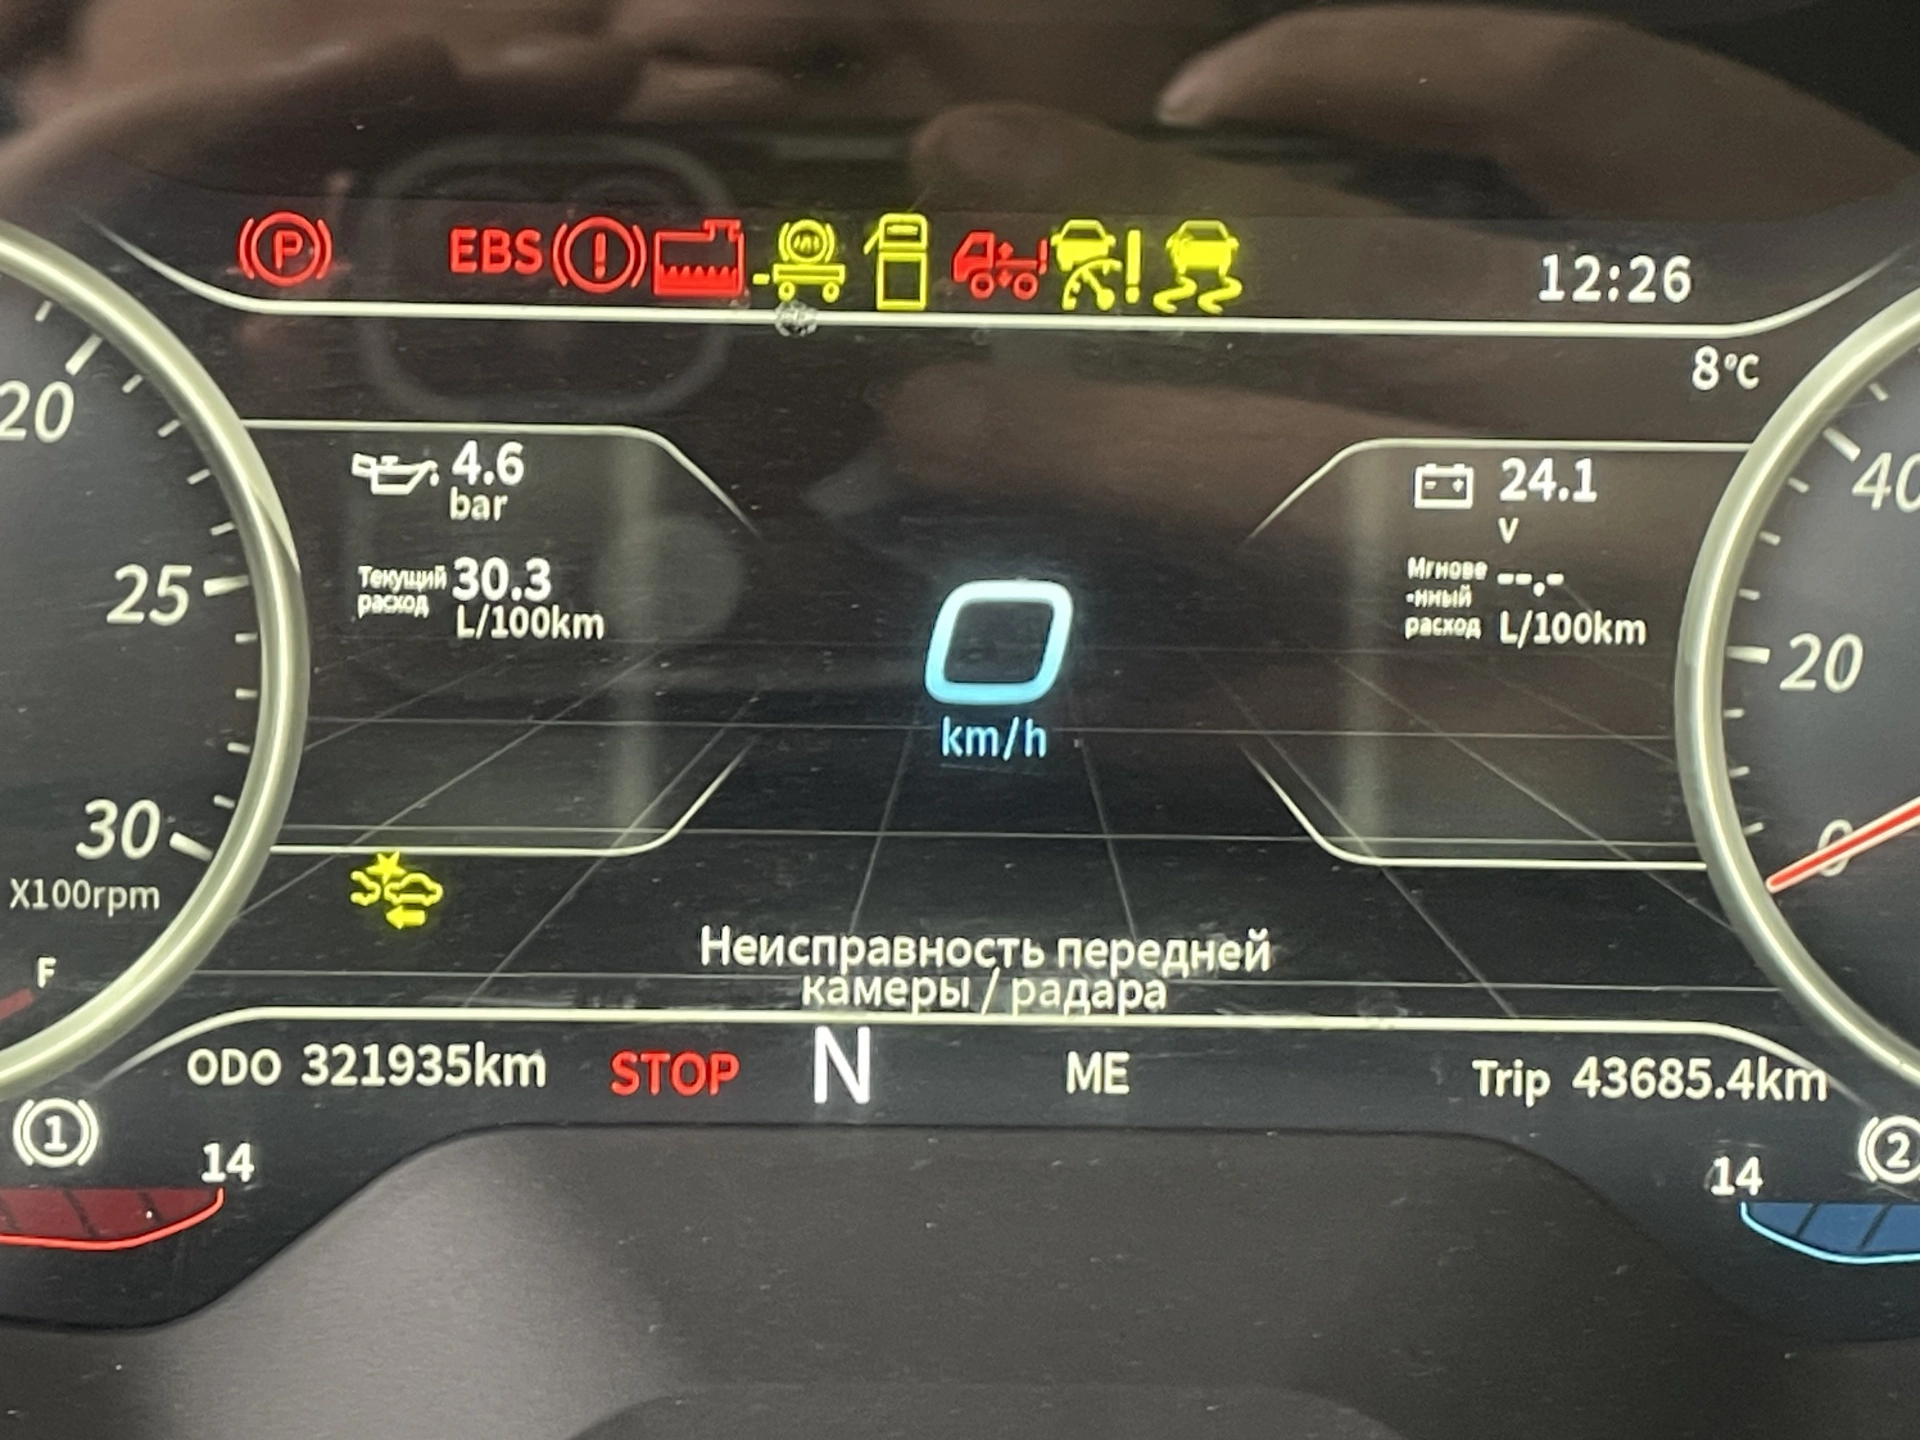 P EBS
12:26
8°C
20
4.6
bar
24.1
V
40
25
Текущий
расход
30.3
L/100km
Мгнове
-нный
расход
--.-
L/100km
0
km/h
20
30
X100rpm
0
F
Неисправность передней
камеры / радара
ODO 321935km
STOP
N
ME
Trip 43685.4km
1
14
14
2